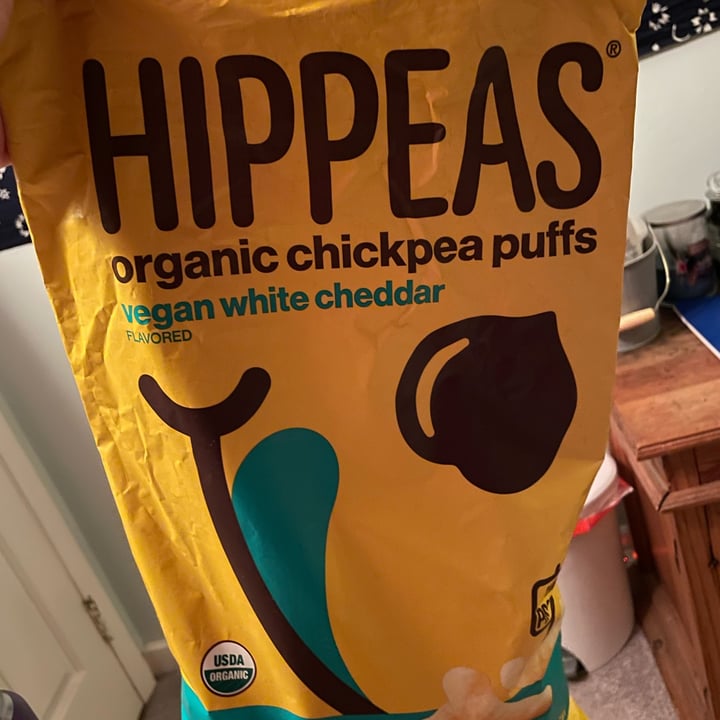 HIPPEAS®
organic chickpea puffs
vegan white cheddar
FLAVORED
USDA
ORGANIC